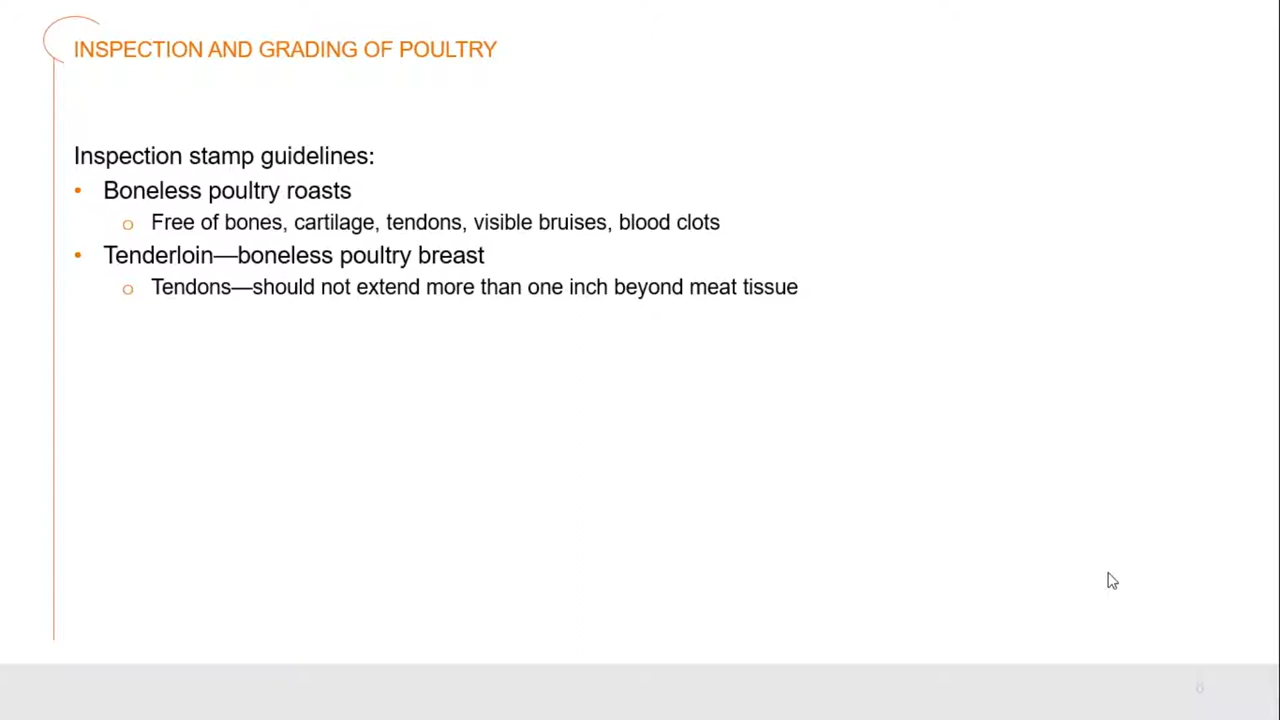 INSPECTION AND GRADING OF POULTRY
Inspection stamp guidelines:
• Boneless poultry roasts
o Free of bones, cartilage, tendons, visible bruises, blood clots
• Tenderloin—boneless poultry breast
o Tendons—should not extend more than one inch beyond meat tissue